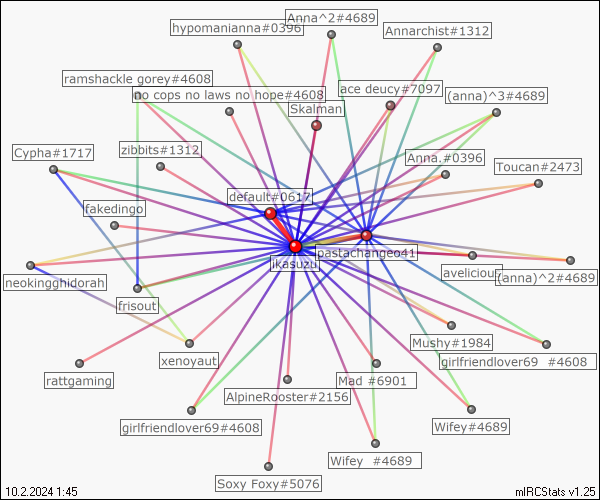 Anna^2#4689
hypomanianna#0396
Annarchist#1312
ramshackle gorey#4608
ace deucy#7097
no cops no laws no hope#4608
(anna)^3#4689
Skalman
zibbits#1312
Cypha#1717
Anna.#0396
Toucan#2473
default#0617
fakedingo
pastachangeo41
ikasuzu
avelicious
(anna)^2#4689
neokingghidorah
frisout
Mushy#1984
xenoyaut
girlfriendlover69 #4608
rattgaming
Mad #6901
AlpineRooster#2156
girlfriendlover69#4608
Wifey#4689
Wifey #4689
Soxy Foxy#5076
10.2.2024 1:45
mIRCStats v1.25